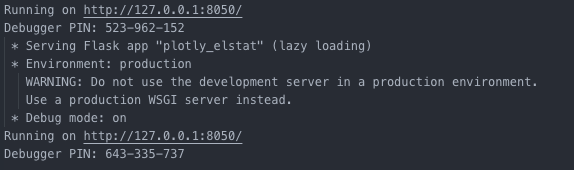 Running on http://127.0.0.1:8050/
Debugger PIN: 523-962-152
* Serving Flask app "plotly_elstat" (lazy loading)
* Environment: production
WARNING: Do not use the development server in a production environment.
Use a production WSGI server instead.
* Debug mode: on
Running on http://127.0.0.1:8050/
Debugger PIN: 643-335-737